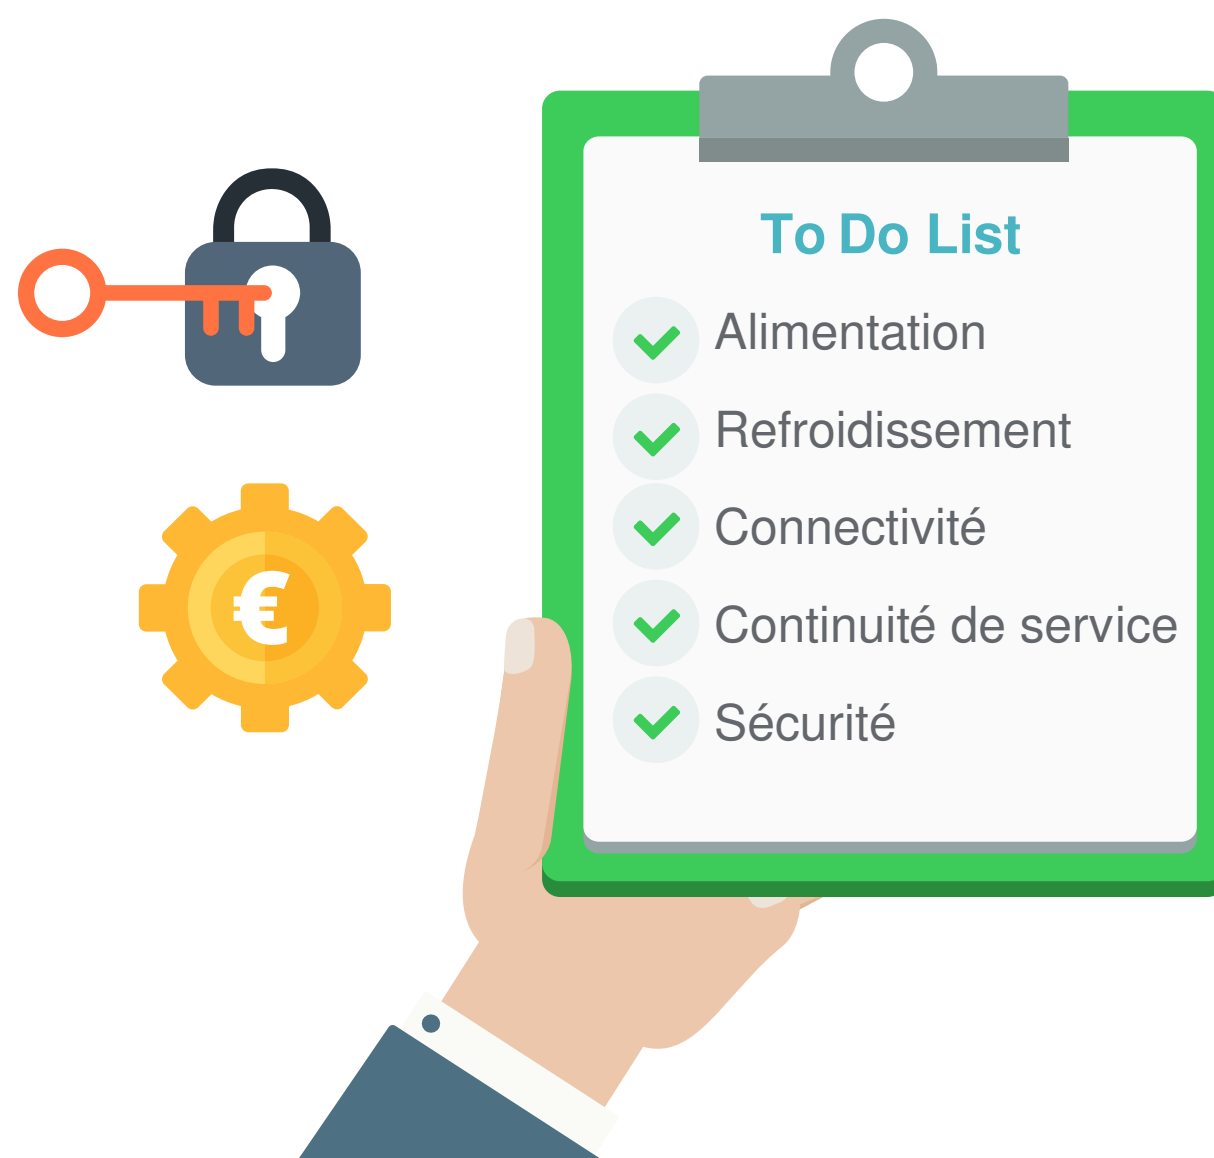 To Do List
Alimentation
Refroidissement
Connectivité
Continuité de service
Sécurité
€